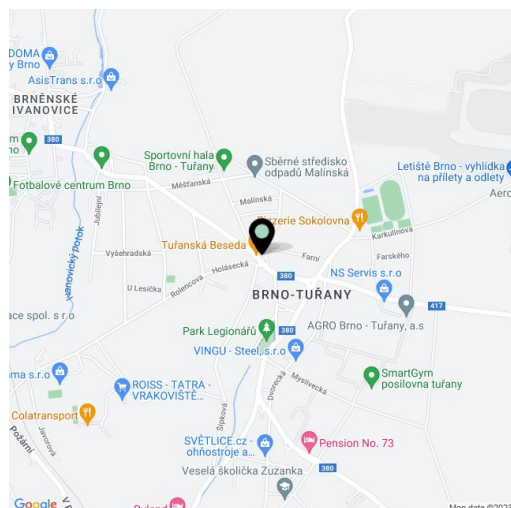 DOMA
y Brno
AsisTrans s.r.o
BRNĚNSKÉ
IVANOVICE
380
Sportovní hala
Brno - Tuřany
Sběrné středisko
odpadů Malínská
Letiště Brno - vyhlídka
na přílety a odlety
Fotbalové centrum Brno
Měšťanská
Malínská
Jubilejní
Sokolovna
Karkulínova
Tuřanská Beseda
Farní
Farského
Vyšehradská
Holásecká
Ivanovický potok
U Lesíčka
Rolencova
380
NS Servis s.r.o
BRNO-TUŘANY
417
ace spol. s r.o
Park Legionářů
380
AGRO Brno - Tuřany, a.s
VINGU - Steel, s.r.o
ma s.r.o
ROISS - TATRA -
VRAKOVIŠTĚ...
Myslivecká
SmartGym
posilovna tuřany
Dvorecká
Šípková
Colatransport
Javorová
Požární
SVĚTLICE.cz -
ohňostroje a...
Pension No. 73
380
Veselá školička Zuzanka
Google